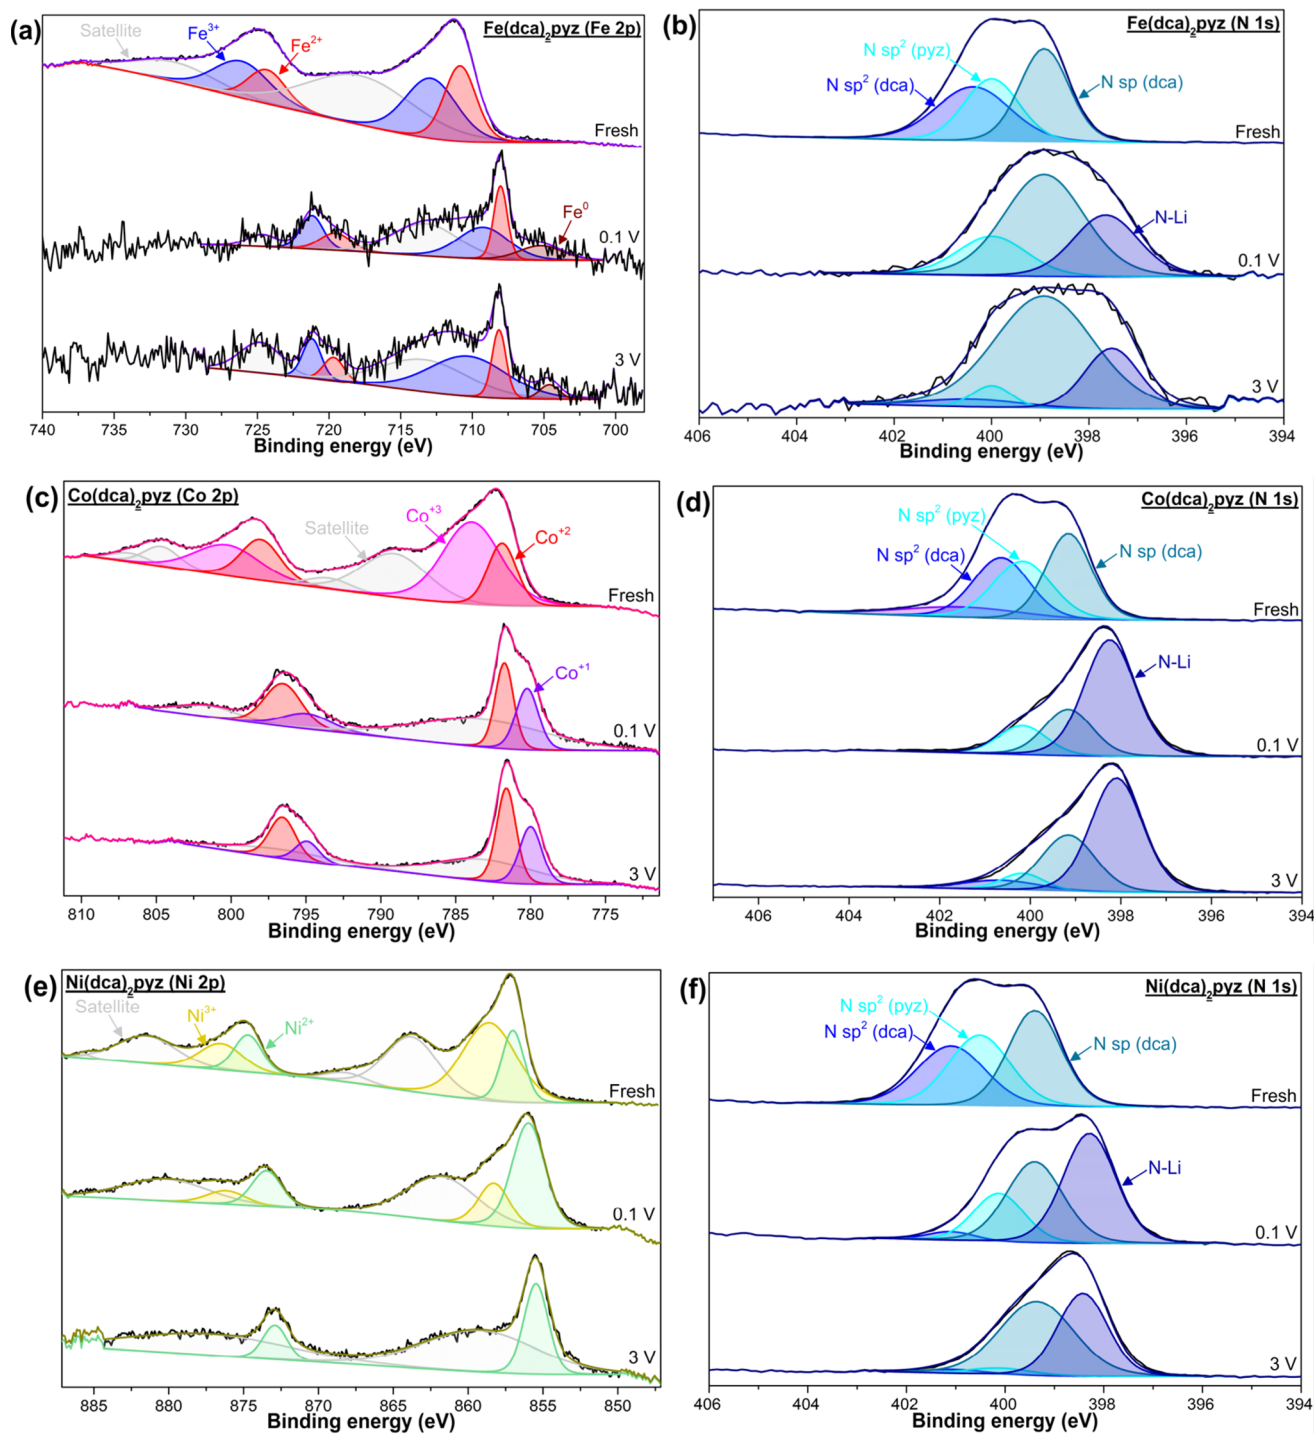 (a)
Fe(dca)2pyz (Fe 2p)
Satellite
Fe3+
Fe2+
Fresh
Fe0
0.1 V
3 V
740 735 730 725 720 715 710 705 700
Binding energy (eV)
(b)
Fe(dca)2pyz (N 1s)
N sp2 (pyz)
N sp2 (dca)
N sp (dca)
Fresh
N-Li
0.1 V
3 V
406 404 402 400 398 396 394
Binding energy (eV)
(c)
Co(dca)2pyz (Co 2p)
Satellite
Co+3
Co+2
Fresh
Co+1
0.1 V
3 V
810 805 800 795 790 785 780 775
Binding energy (eV)
(d)
Co(dca)2pyz (N 1s)
N sp2 (pyz)
N sp2 (dca)
N sp (dca)
Fresh
N-Li
0.1 V
3 V
406 404 402 400 398 396 394
Binding energy (eV)
(e)
Ni(dca)2pyz (Ni 2p)
Satellite
Ni3+
Ni2+
Fresh
0.1 V
3 V
885 880 875 870 865 860 855 850
Binding energy (eV)
(f)
Ni(dca)2pyz (N 1s)
N sp2 (pyz)
N sp2 (dca)
N sp (dca)
Fresh
N-Li
0.1 V
3 V
406 404 402 400 398 396 394
Binding energy (eV)